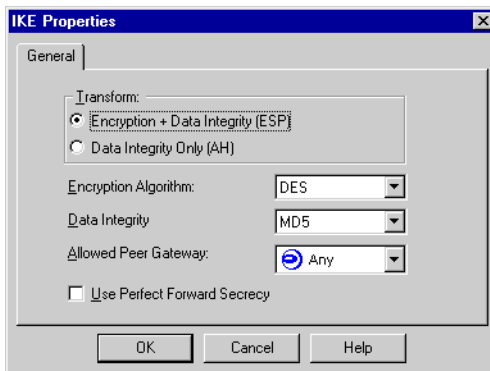 IKE Properties
General
Transform:
Encryption + Data Integrity (ESP)
Data Integrity Only (AH)
Encryption Algorithm: DES
Data Integrity MD5
Allowed Peer Gateway: Any
Use Perfect Forward Secrecy
OK Cancel Help